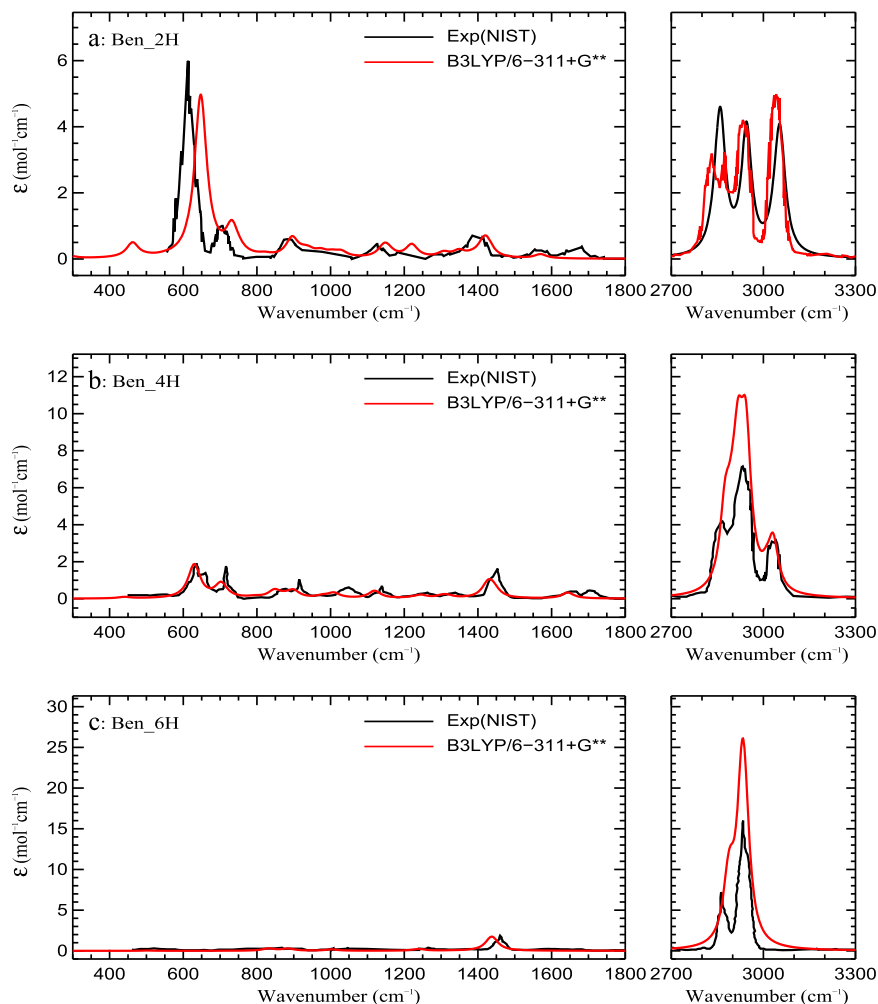 a: Ben_2H
Exp(NIST)
B3LYP/6−311+G**
6
4
2
0
ε (mol⁻¹cm⁻¹)
400 600 800 1000 1200 1400 1600 1800
2700 3000 3300
Wavenumber (cm⁻¹)
Wavenumber (cm⁻¹)
b: Ben_4H
Exp(NIST)
B3LYP/6−311+G**
12
10
8
6
4
2
0
ε (mol⁻¹cm⁻¹)
400 600 800 1000 1200 1400 1600 1800
2700 3000 3300
Wavenumber (cm⁻¹)
Wavenumber (cm⁻¹)
c: Ben_6H
Exp(NIST)
B3LYP/6−311+G**
30
25
20
15
10
5
0
ε (mol⁻¹cm⁻¹)
400 600 800 1000 1200 1400 1600 1800
2700 3000 3300
Wavenumber (cm⁻¹)
Wavenumber (cm⁻¹)